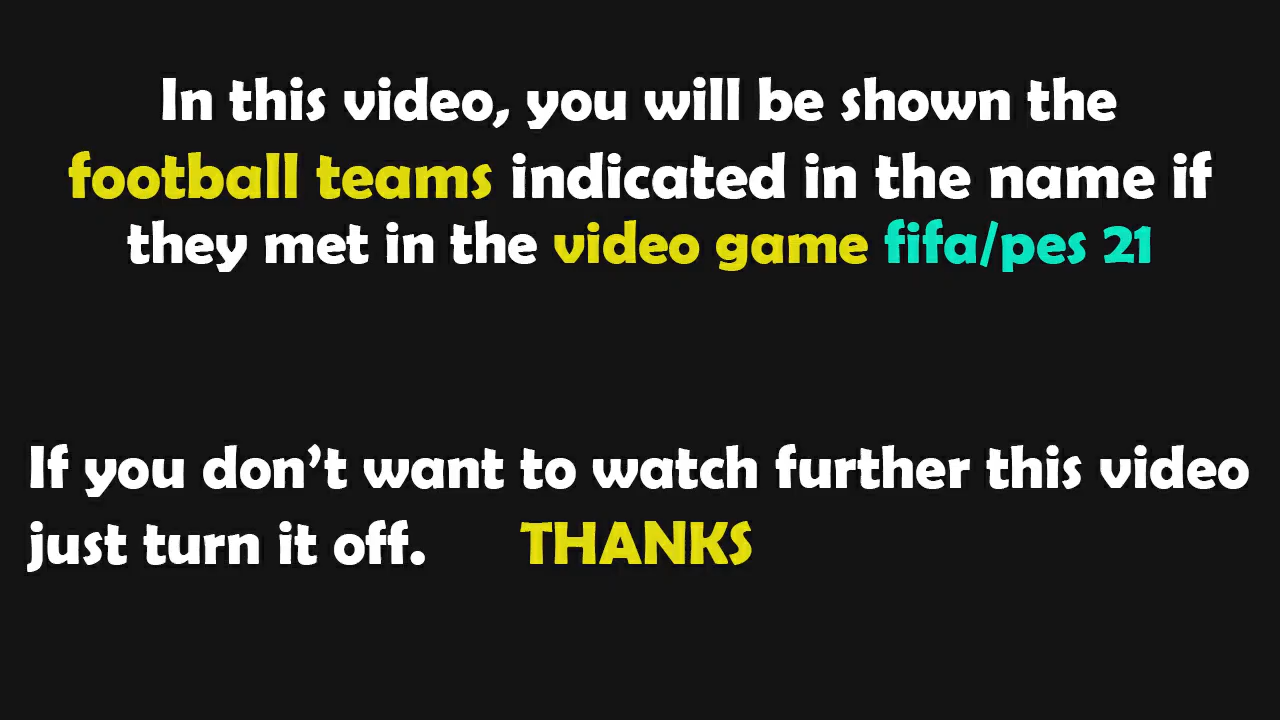 In this video, you will be shown the
football teams indicated in the name if
they met in the video game fifa/pes 21
If you don't want to watch further this video
just turn it off. THANKS